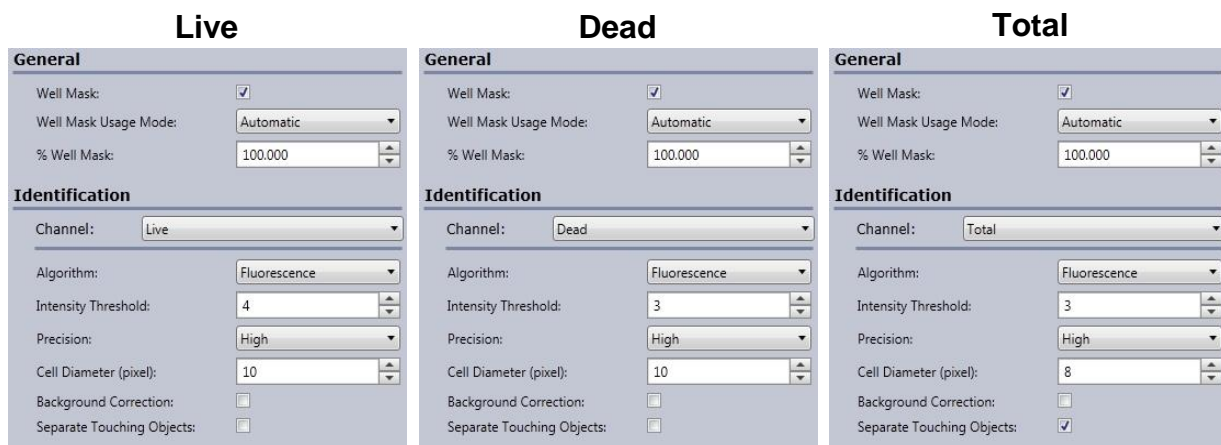 Live
General
Well Mask:
Well Mask Usage Mode: Automatic
% Well Mask: 100.000
Identification
Channel: Live
Algorithm: Fluorescence
Intensity Threshold: 4
Precision: High
Cell Diameter (pixel): 10
Background Correction:
Separate Touching Objects:
Dead
General
Well Mask:
Well Mask Usage Mode: Automatic
% Well Mask: 100.000
Identification
Channel: Dead
Algorithm: Fluorescence
Intensity Threshold: 3
Precision: High
Cell Diameter (pixel): 10
Background Correction:
Separate Touching Objects:
Total
General
Well Mask:
Well Mask Usage Mode: Automatic
% Well Mask: 100.000
Identification
Channel: Total
Algorithm: Fluorescence
Intensity Threshold: 3
Precision: High
Cell Diameter (pixel): 8
Background Correction:
Separate Touching Objects: